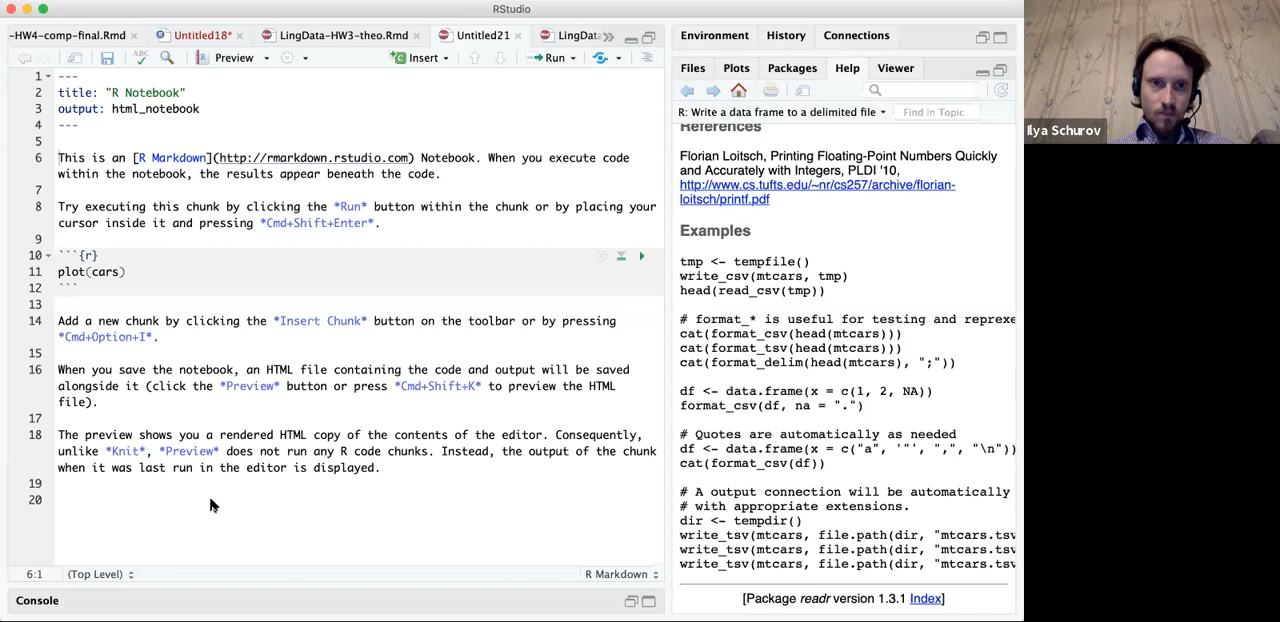 RStudio
-HW4-comp-final.Rmd
Untitled18*
LingData-HW3-theo.Rmd
Untitled21
LingData
ABC
Preview
Insert
Run
1 ---
2 title: "R Notebook"
3 output: html_notebook
4 ---
5
6 This is an [R Markdown](http://rmarkdown.rstudio.com) Notebook. When you execute code
within the notebook, the results appear beneath the code.
7
8 Try executing this chunk by clicking the *Run* button within the chunk or by placing your
cursor inside it and pressing *Cmd+Shift+Enter*.
9
10 ```{r}
11 plot(cars)
12 ```
13
14 Add a new chunk by clicking the *Insert Chunk* button on the toolbar or by pressing
*Cmd+Option+I*.
15
16 When you save the notebook, an HTML file containing the code and output will be saved
alongside it (click the *Preview* button or press *Cmd+Shift+K* to preview the HTML
file).
17
18 The preview shows you a rendered HTML copy of the contents of the editor. Consequently,
unlike *Knit*, *Preview* does not run any R code chunks. Instead, the output of the chunk
when it was last run in the editor is displayed.
19
20
6:1 (Top Level) R Markdown
Console
Environment History Connections
Files Plots Packages Help Viewer
R: Write a data frame to a delimited file Find in Topic
References
Florian Loitsch, Printing Floating-Point Numbers Quickly
and Accurately with Integers, PLDI '10,
http://www.cs.tufts.edu/~nr/cs257/archive/florian-
loitsch/printf.pdf
Examples
tmp <- tempfile()
write_csv(mtcars, tmp)
head(read_csv(tmp))
# format_* is useful for testing and reprexe
cat(format_csv(head(mtcars)))
cat(format_tsv(head(mtcars)))
cat(format_delim(head(mtcars), ";"))
df <- data.frame(x = c(1, 2, NA))
format_csv(df, na = ".")
# Quotes are automatically as needed
df <- data.frame(x = c("a", '"', ",", "\n"))
cat(format_csv(df))
# A output connection will be automatically
# with appropriate extensions.
dir <- tempdir()
write_tsv(mtcars, file.path(dir, "mtcars.tsv
write_tsv(mtcars, file.path(dir, "mtcars.tsv
write_tsv(mtcars, file.path(dir, "mtcars.tsv
[Package readr version 1.3.1 Index]
Ilya Schurov